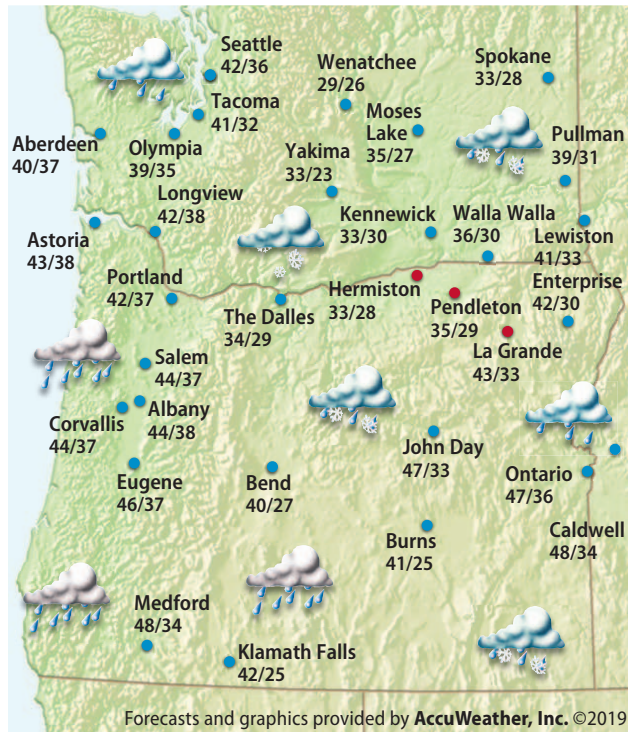 Seattle
42/36
Wenatchee
29/26
Spokane
33/28
Tacoma
41/32
Moses
Lake
35/27
Aberdeen
40/37
Olympia
39/35
Pullman
39/31
Yakima
33/23
Longview
42/38
Kennewick
33/30
Walla Walla
36/30
Astoria
43/38
Lewiston
41/33
Portland
42/37
The Dalles
34/29
Hermiston
33/28
Pendleton
35/29
Enterprise
42/30
La Grande
43/33
Salem
44/37
Corvallis
44/37
Albany
44/38
John Day
47/33
Eugene
46/37
Bend
40/27
Ontario
47/36
Burns
41/25
Caldwell
48/34
Medford
48/34
Klamath Falls
42/25
Forecasts and graphics provided by AccuWeather, Inc. ©2019